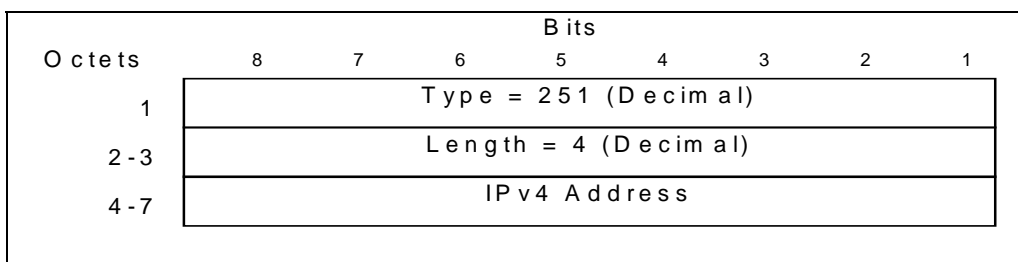 Bits
Octets 8 7 6 5 4 3 2 1
1 Type = 251 (Decimal)
2-3 Length = 4 (Decimal)
4-7 IPv4 Address